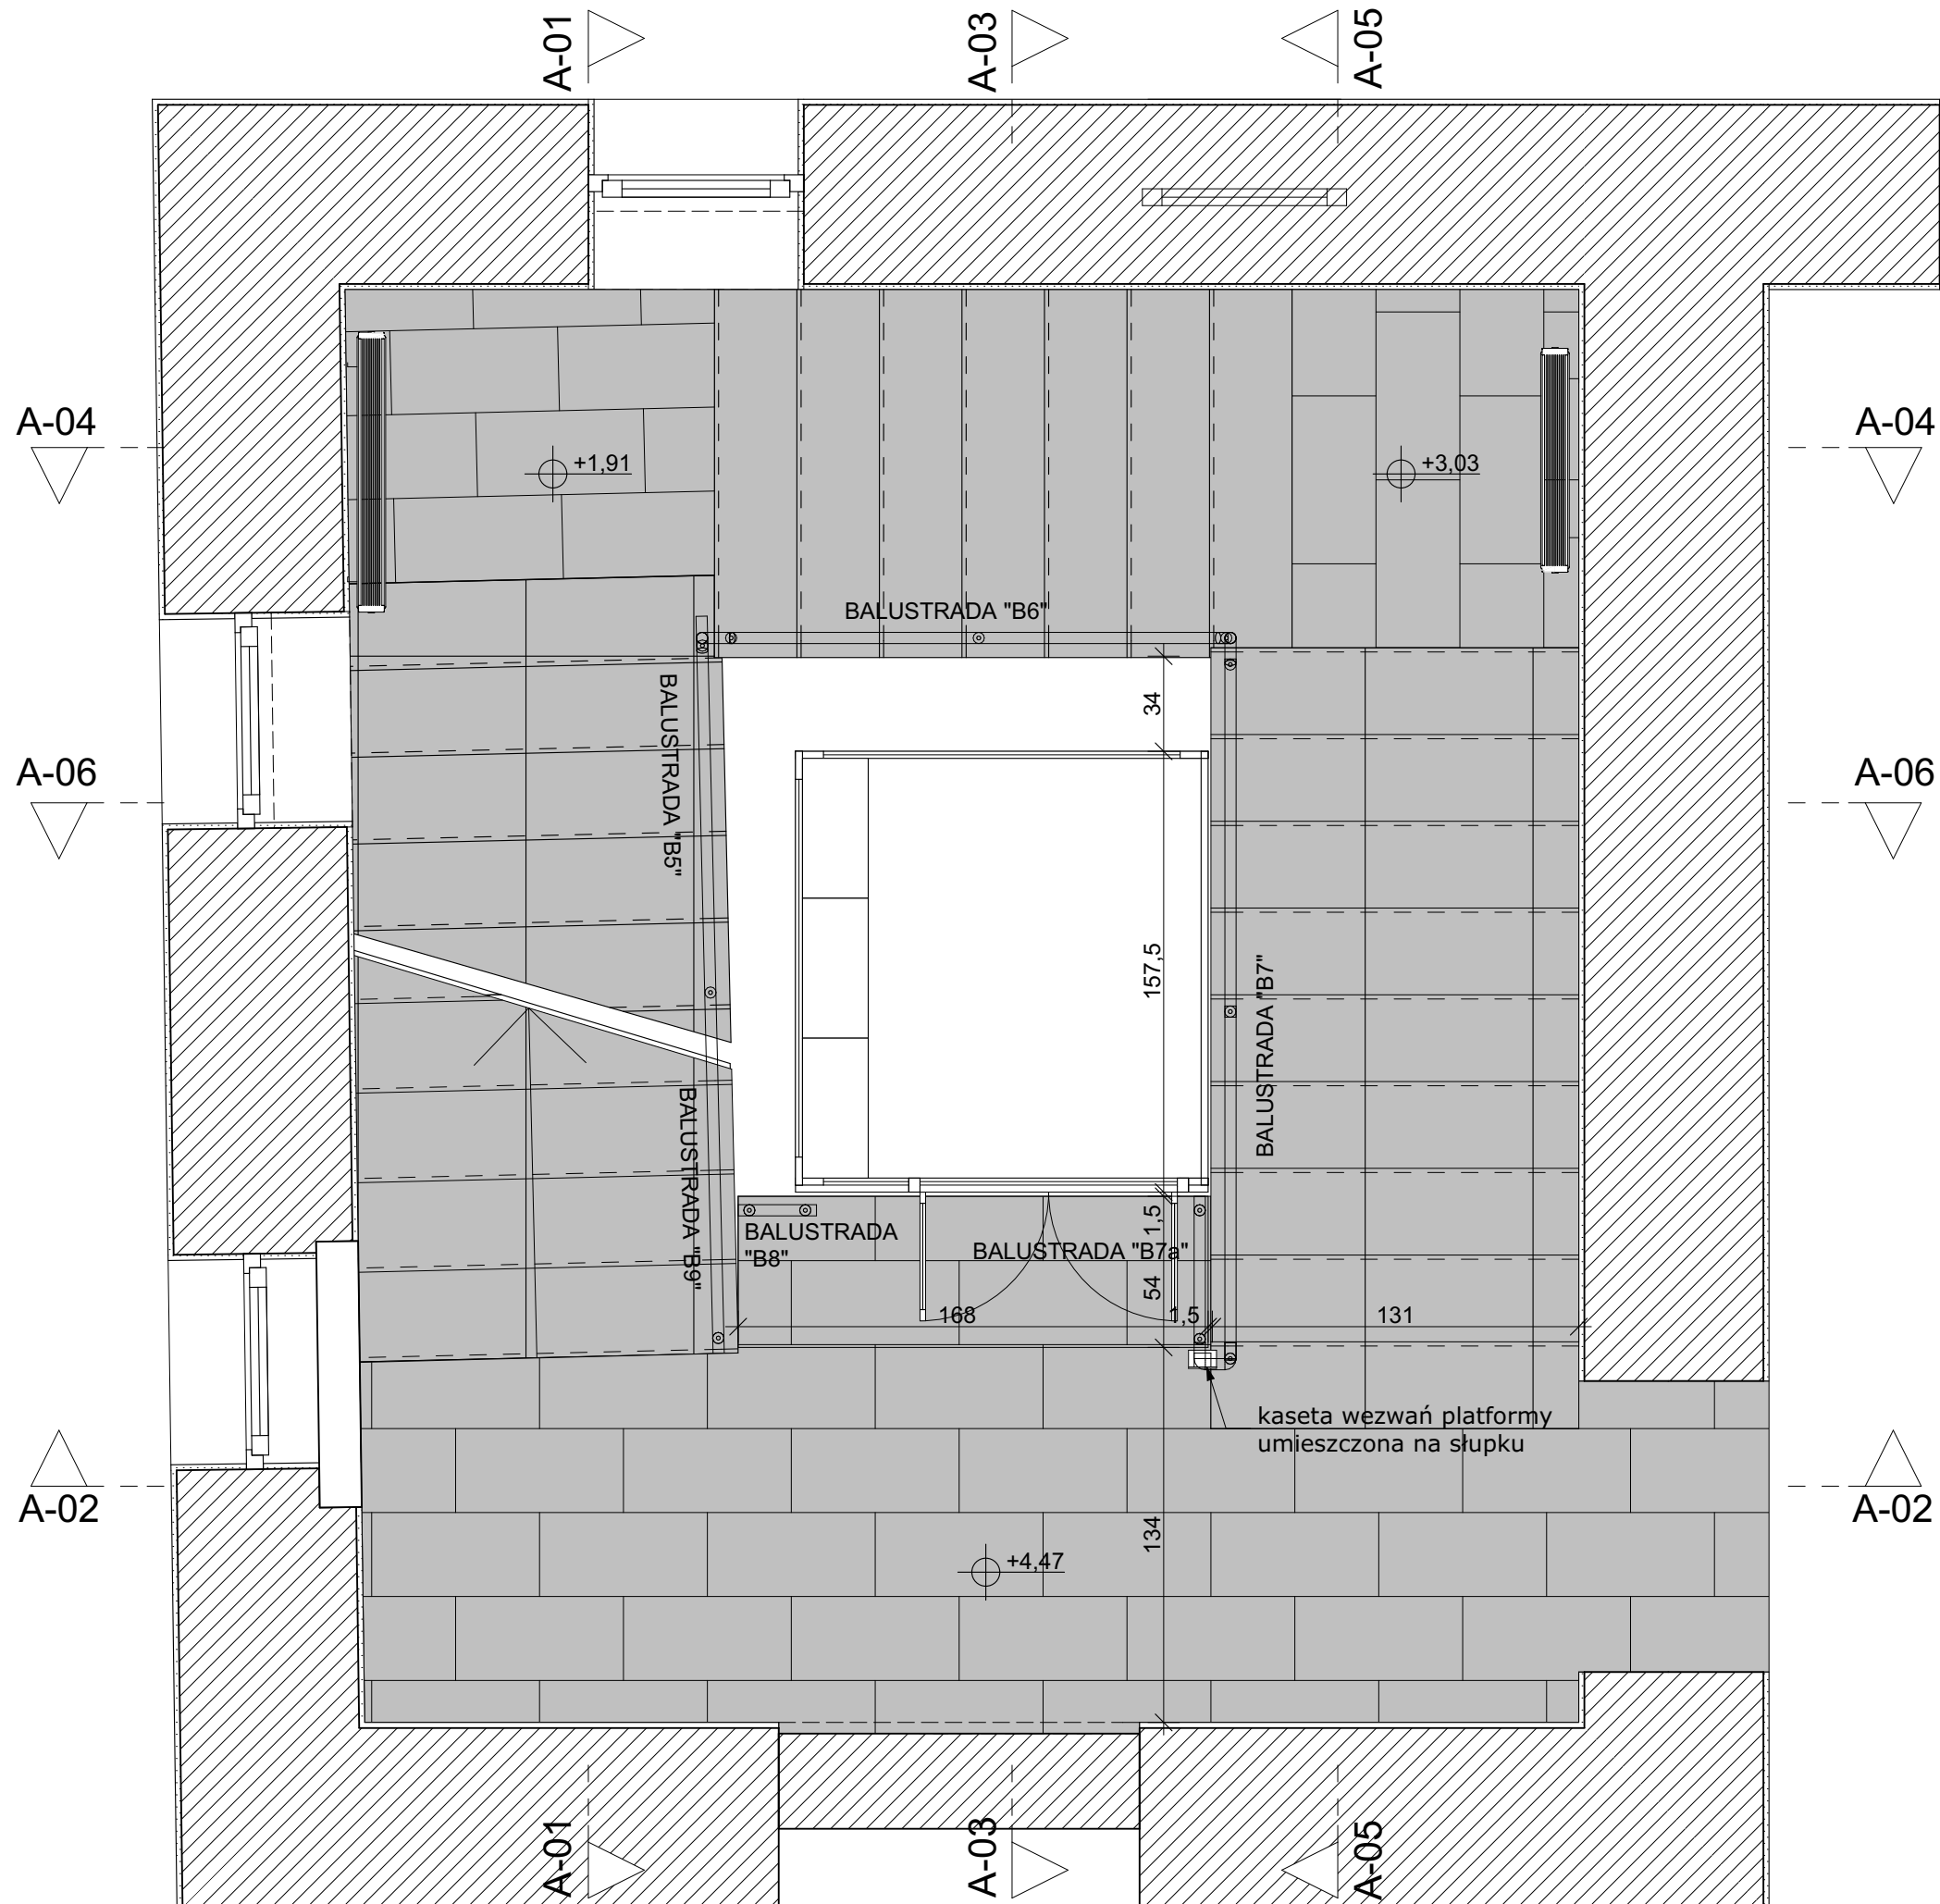 A-01
A-03
A-05
A-04
A-04
+1,91
+3,03
BALUSTRADA "B6"
34
BALUSTRADA "B5"
A-06
A-06
157,5
BALUSTRADA "B7"
BALUSTRADA "B9"
BALUSTRADA
"B8"
BALUSTRADA "B7a"
1,5
54
168
1,5
131
kaseta wezwań platformy
umieszczona na słupku
A-02
A-02
134
+4,47
A-01
A-03
A-05